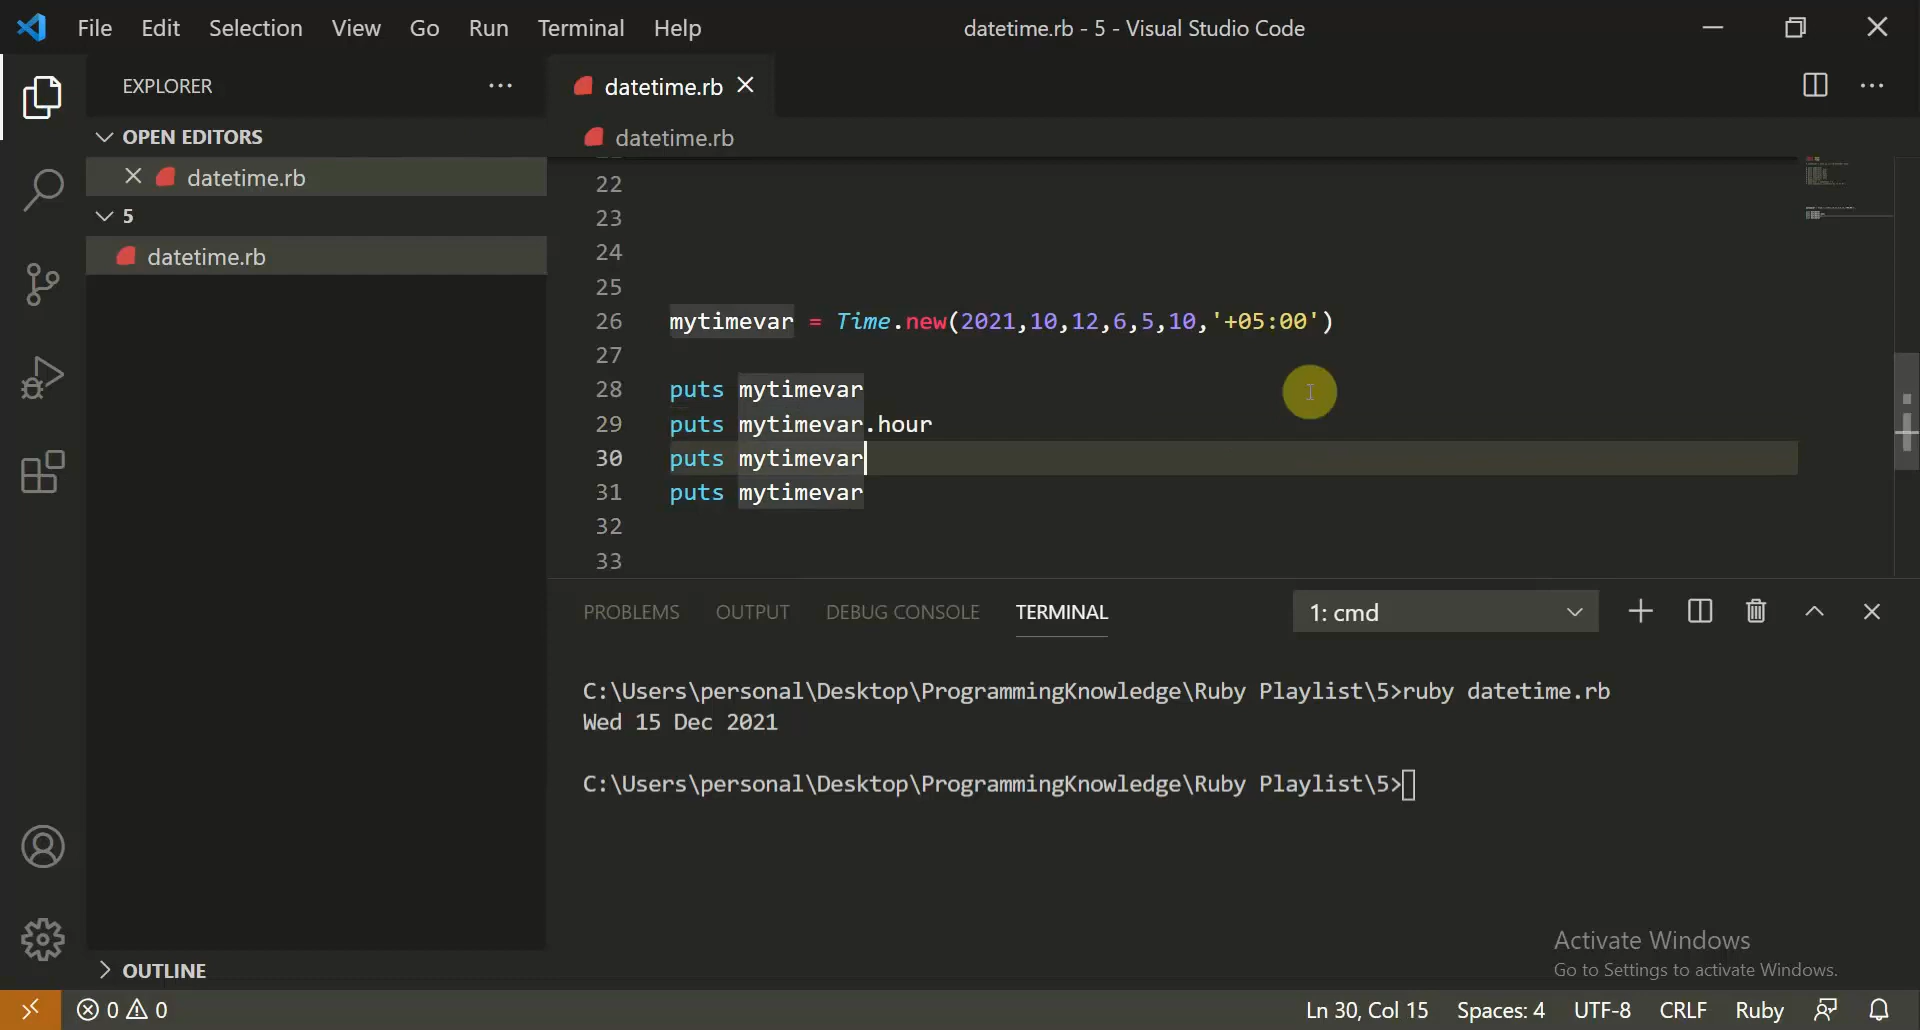 File Edit Selection View Go Run Terminal Help datetime.rb - 5 - Visual Studio Code
EXPLORER
datetime.rb
OPEN EDITORS
datetime.rb
datetime.rb
5
datetime.rb
22
23
24
25
26 mytimevar = Time.new(2021,10,12,6,5,10,'+05:00')
27
28 puts mytimevar
29 puts mytimevar.hour
30 puts mytimevar
31 puts mytimevar
32
33
PROBLEMS OUTPUT DEBUG CONSOLE TERMINAL 1: cmd
C:\Users\personal\Desktop\ProgrammingKnowledge\Ruby Playlist\5>ruby datetime.rb
Wed 15 Dec 2021
C:\Users\personal\Desktop\ProgrammingKnowledge\Ruby Playlist\5>
Activate Windows
Go to Settings to activate Windows.
OUTLINE
0 0 Ln 30, Col 15 Spaces: 4 UTF-8 CRLF Ruby